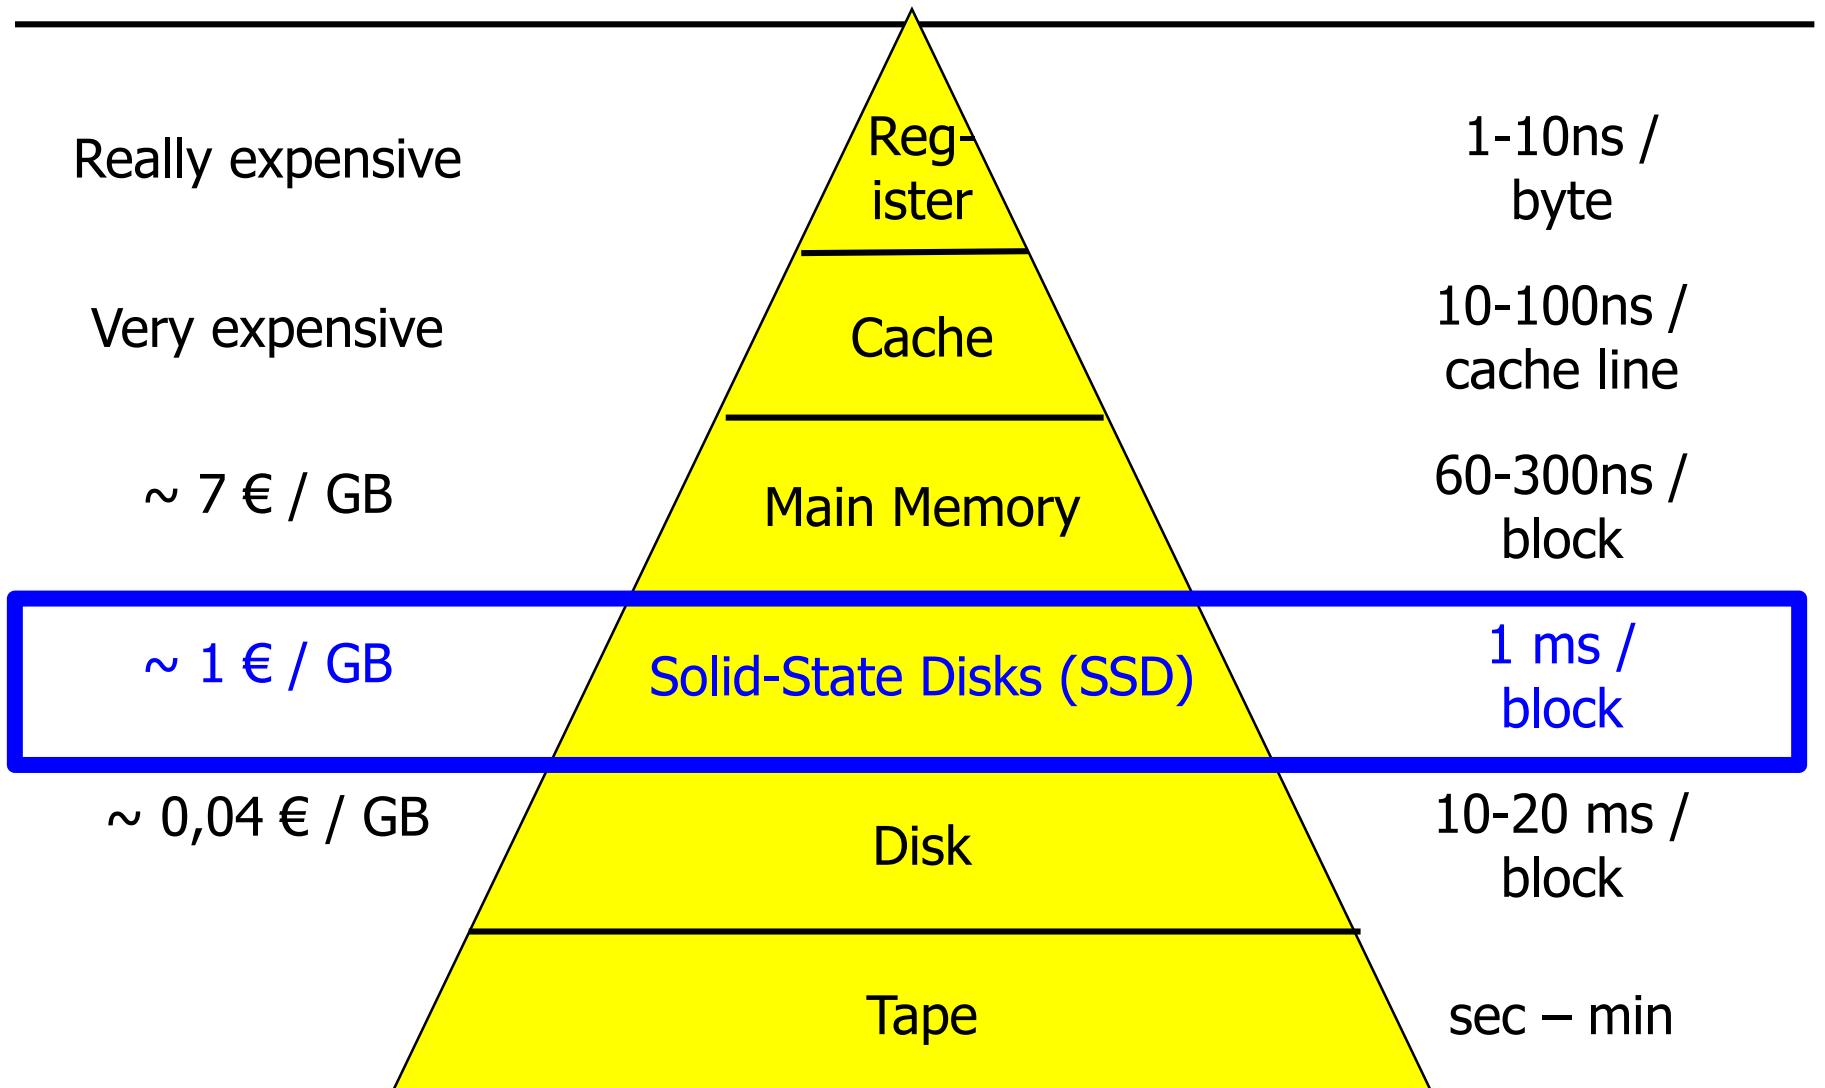 Really expensive
Reg-
ister
1-10ns /
byte
Very expensive
Cache
10-100ns /
cache line
~ 7 € / GB
Main Memory
60-300ns /
block
~ 1 € / GB
Solid-State Disks (SSD)
1 ms /
block
~ 0,04 € / GB
Disk
10-20 ms /
block
Tape
sec – min